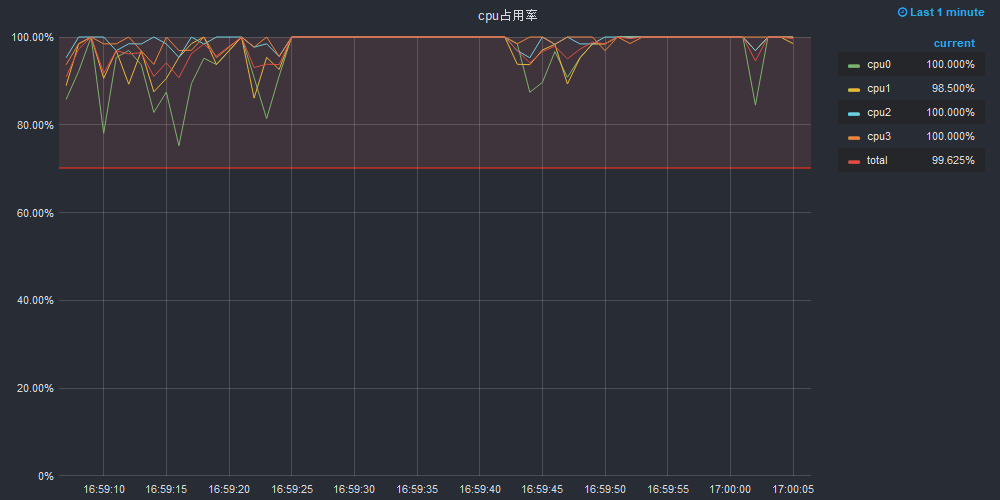 cpu占用率
Last 1 minute
current
cpu0 100.000%
cpu1 98.500%
cpu2 100.000%
cpu3 100.000%
total 99.625%
100.00%
80.00%
60.00%
40.00%
20.00%
0%
16:59:10 16:59:15 16:59:20 16:59:25 16:59:30 16:59:35 16:59:40 16:59:45 16:59:50 16:59:55 17:00:00 17:00:05